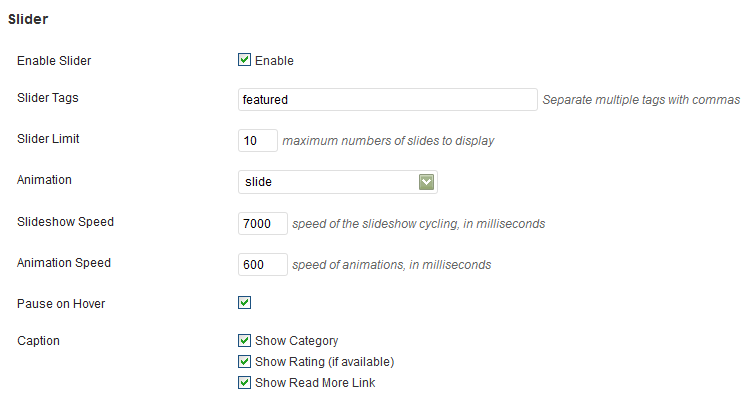 Slider
Enable Slider Enable
Slider Tags featured Separate multiple tags with commas
Slider Limit 10 maximum numbers of slides to display
Animation slide
Slideshow Speed 7000 speed of the slideshow cycling, in milliseconds
Animation Speed 600 speed of animations, in milliseconds
Pause on Hover
Caption Show Category
Show Rating (if available)
Show Read More Link